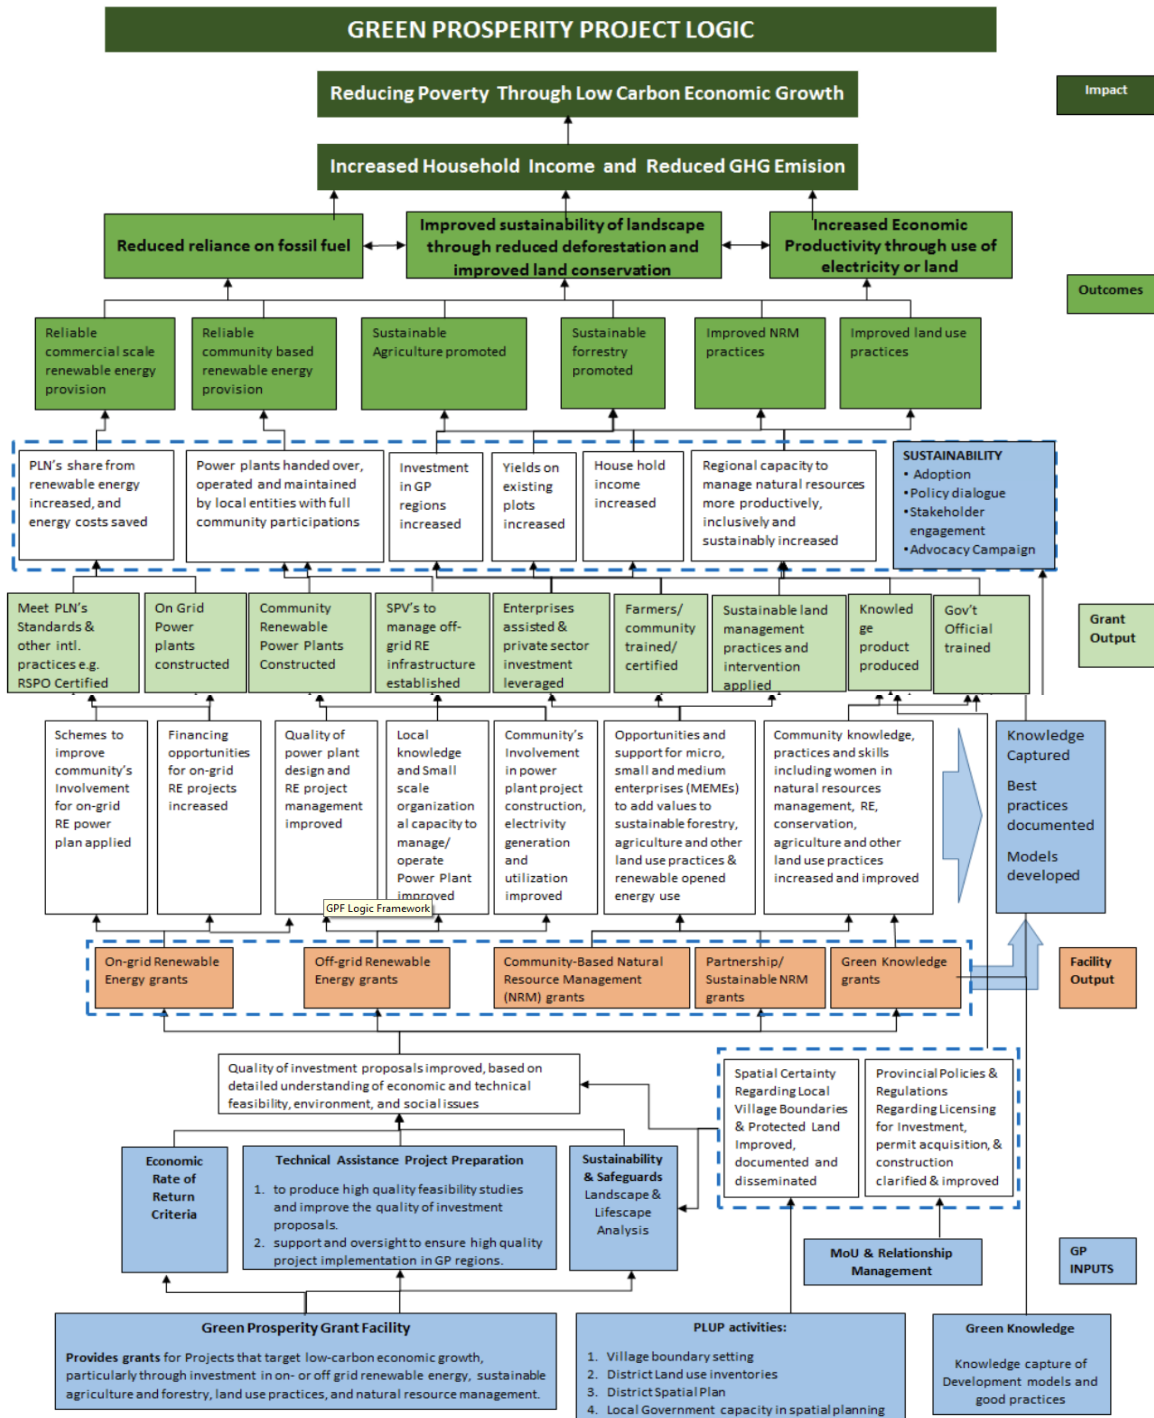 GREEN PROSPERITY PROJECT LOGIC
Reducing Poverty Through Low Carbon Economic Growth
Impact
Increased Household Income and Reduced GHG Emision
Reduced reliance on fossil fuel
Improved sustainability of landscape
through reduced deforestation and
improved land conservation
Increased Economic
Productivity through use of
electricity or land
Outcomes
Reliable
commercial scale
renewable energy
provision
Reliable
community based
renewable energy
provision
Sustainable
Agriculture promoted
Sustainable
forrestry
promoted
Improved NRM
practices
Improved land use
practices
PLN's share from
renewable energy
increased, and
energy costs saved
Power plants handed over,
operated and maintained
by local entities with full
community participations
Investment
in GP
regions
increased
Yields on
existing
plots
increased
House hold
income
increased
Regional capacity to
manage natural resources
more productively,
inclusively and
sustainably increased
SUSTAINABILITY
• Adoption
• Policy dialogue
• Stakeholder
engagement
• Advocacy Campaign
Meet PLN's
Standards &
other intl.
practices e.g.
RSPO Certified
On Grid
Power
plants
constructed
Community
Renewable
Power Plants
Constructed
SPV's to
manage off-
grid RE
infrastructure
established
Enterprises
assisted &
private sector
investment
leveraged
Farmers/
community
trained/
certified
Sustainable land
management
practices and
intervention
applied
Knowled
ge
product
produced
Gov't
Official
trained
Grant
Output
Schemes to
improve
community's
Involvement
for on-grid
RE power
plan applied
Financing
opportunities
for on-grid
RE projects
increased
Quality of
power plant
design and
RE project
management
improved
Local
knowledge
and Small
scale
organization
al capacity to
manage/
operate
Power Plant
improved
Community's
Involvement
in power
plant project
construction,
electrivity
generation
and
utilization
improved
Opportunities and
support for micro,
small and medium
enterprises (MEMEs)
to add values to
sustainable forestry,
agriculture and other
land use practices &
renewable opened
energy use
Community knowledge,
practices and skills
including women in
natural resources
management, RE,
conservation,
agriculture and other
land use practices
increased and improved
Knowledge
Captured
Best
practices
documented
Models
developed
GPF Logic Framework
On-grid Renewable
Energy grants
Off-grid Renewable
Energy grants
Community-Based Natural
Resource Management
(NRM) grants
Partnership/
Sustainable NRM
grants
Green Knowledge
grants
Facility
Output
Quality of investment proposals improved, based on
detailed understanding of economic and technical
feasibility, environment, and social issues
Spatial Certainty
Regarding Local
Village Boundaries
& Protected Land
Improved,
documented and
disseminated
Provincial Policies &
Regulations
Regarding Licensing
for Investment,
permit acquisition, &
construction
clarified & improved
Economic
Rate of
Return
Criteria
Technical Assistance Project Preparation
1. to produce high quality feasibility studies
and improve the quality of investment
proposals.
2. support and oversight to ensure high quality
project implementation in GP regions.
Sustainability
& Safeguards
Landscape &
Lifescape
Analysis
MoU & Relationship
Management
GP
INPUTS
Green Prosperity Grant Facility
Provides grants for Projects that target low-carbon economic growth,
particularly through investment in on- or off grid renewable energy, sustainable
agriculture and forestry, land use practices, and natural resource management.
PLUP activities:
1. Village boundary setting
2. District Land use inventories
3. District Spatial Plan
4. Local Government capacity in spatial planning
Green Knowledge
Knowledge capture of
Development models and
good practices